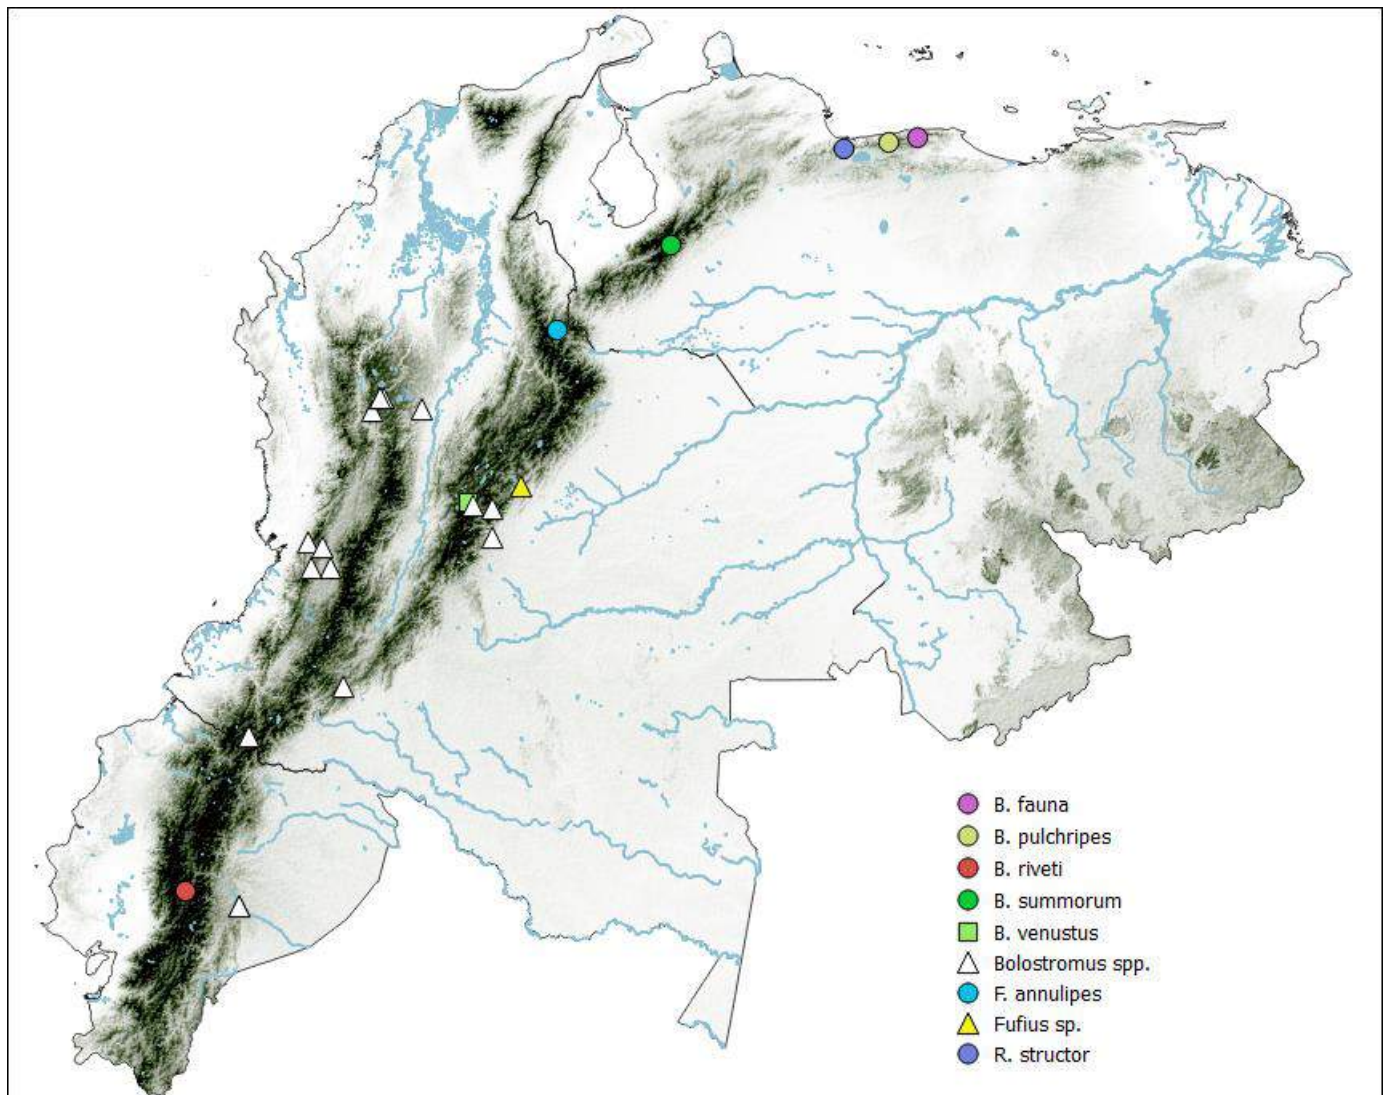 B. fauna
B. pulchripes
B. riveti
B. summorum
B. venustus
Bolostromus spp.
F. annulipes
Fufius sp.
R. structor